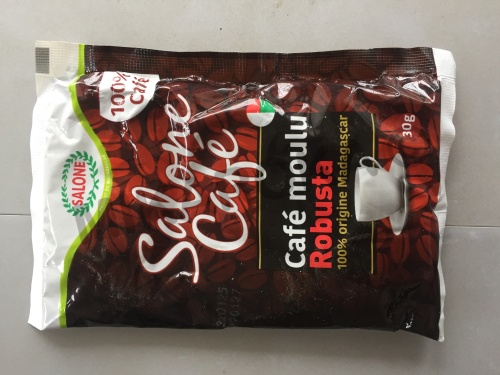 100%
Café
SALONE
Salone
Café
Café moulu
Robusta
100% origine Madagascar
30g